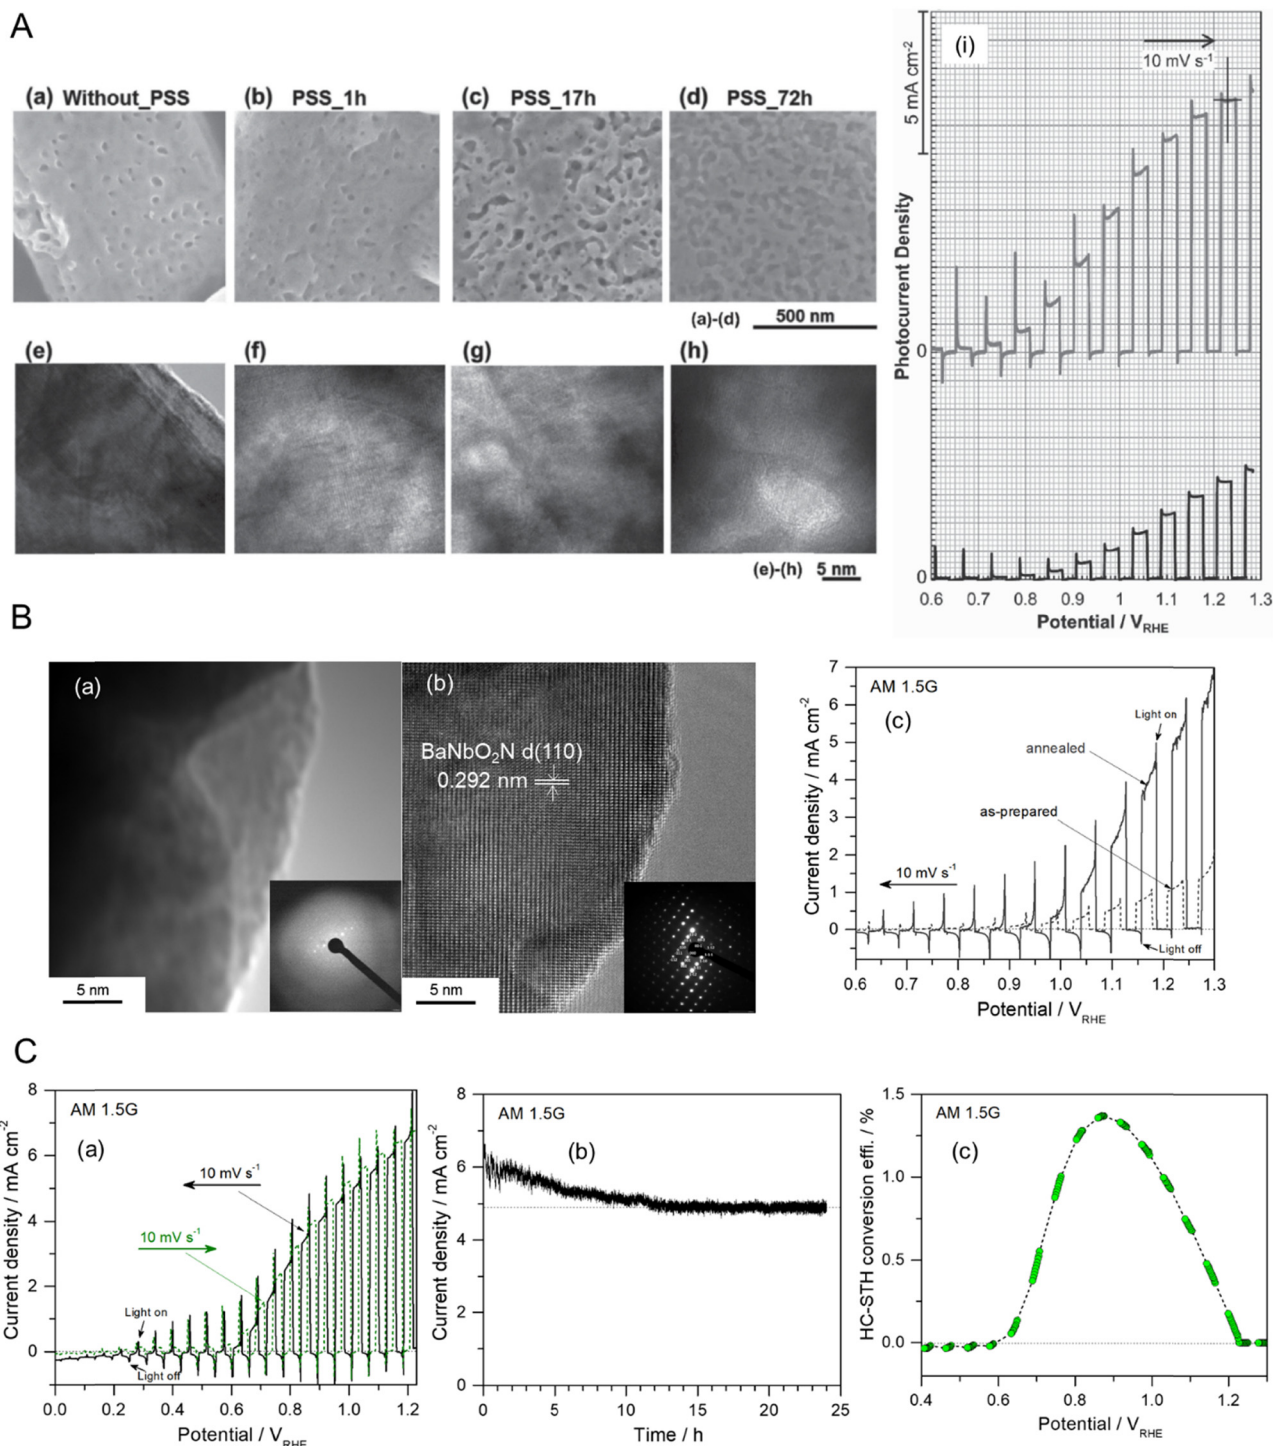 A
(a) Without_PSS
(b) PSS_1h
(c) PSS_17h
(d) PSS_72h
(a)-(d) 500 nm
(e)
(f)
(g)
(h)
(e)-(h) 5 nm
(i)
10 mV s-1
5 mA cm-2
Photocurrent Density
0
0
0.6 0.7 0.8 0.9 1 1.1 1.2 1.3
Potential / VRHE
B
(a)
5 nm
(b)
BaNbO2N d(110)
0.292 nm
5 nm
AM 1.5G
(c)
Light on
annealed
as-prepared
10 mV s-1
Light off
Current density / mA cm-2
7
6
5
4
3
2
1
0
0.6 0.7 0.8 0.9 1.0 1.1 1.2 1.3
Potential / VRHE
C
AM 1.5G
(a)
10 mV s-1
10 mV s-1
Light on
Light off
Current density / mA cm-2
8
6
4
2
0
0.0 0.2 0.4 0.6 0.8 1.0 1.2
Potential / VRHE
AM 1.5G
(b)
Current density / mA cm-2
8
6
4
2
0
0 5 10 15 20 25
Time / h
AM 1.5G
(c)
HC-STH conversion effi. / %
1.5
1.0
0.5
0.0
0.4 0.6 0.8 1.0 1.2
Potential / VRHE